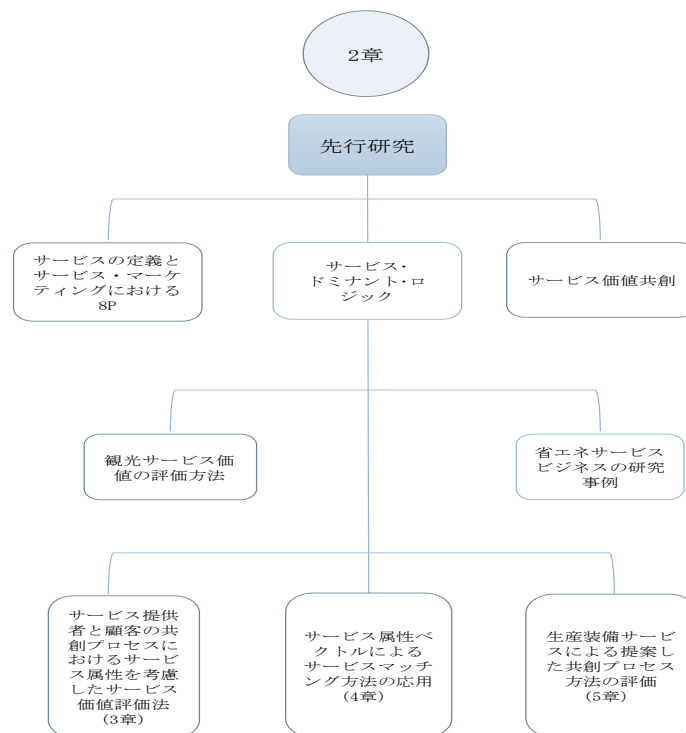 2章
先行研究
サービスの定義と
サービス・マーケ
ティングにおける
8P
サービス・
ドミナント・ロ
ジック
サービス価値共創
観光サービス価
値の評価方法
省エネサービス
ビジネスの研究
事例
サービス提供
者と顧客の共
創プロセスに
おけるサービ
ス属性を考慮
したサービス
価値評価法
(3章)
サービス属性ベ
クトルによる
サービスマッチ
ング方法の応用
(4章)
生産装備サービ
スによる提案し
た共創プロセス
方法の評価
(5章)